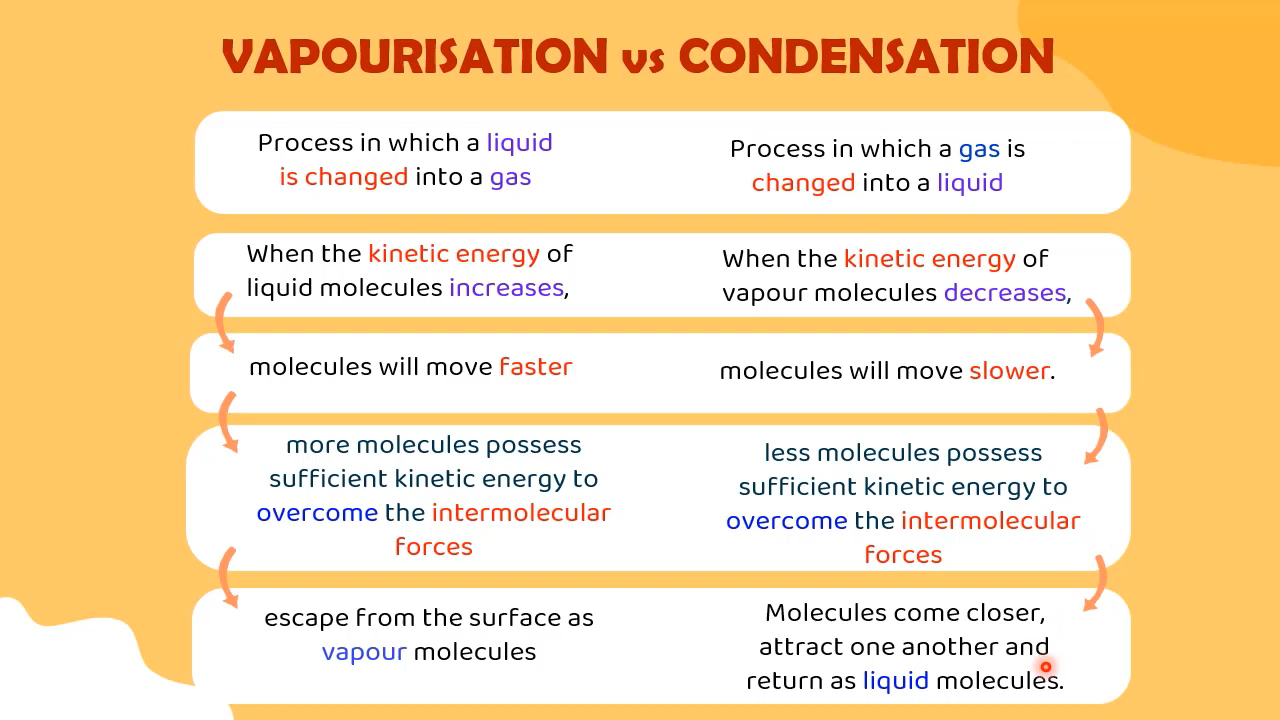 VAPOURISATION vs CONDENSATION
Process in which a liquid
is changed into a gas
Process in which a gas is
changed into a liquid
When the kinetic energy of
liquid molecules increases,
When the kinetic energy of
vapour molecules decreases,
molecules will move faster
molecules will move slower.
more molecules possess
sufficient kinetic energy to
overcome the intermolecular
forces
less molecules possess
sufficient kinetic energy to
overcome the intermolecular
forces
escape from the surface as
vapour molecules
Molecules come closer,
attract one another and
return as liquid molecules.